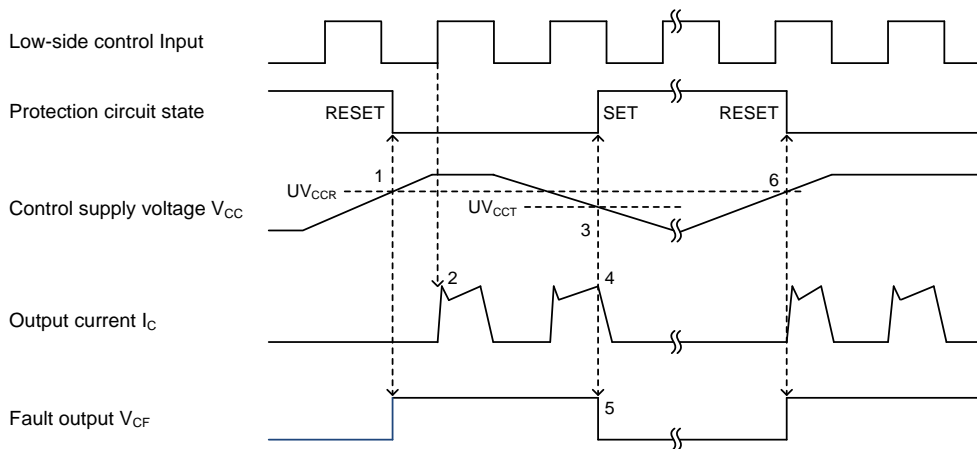 Low-side control Input
Protection circuit state
RESET
SET
RESET
1
6
UVCCR
UVCCT
Control supply voltage VCC
3
2
4
Output current IC
5
Fault output VCF